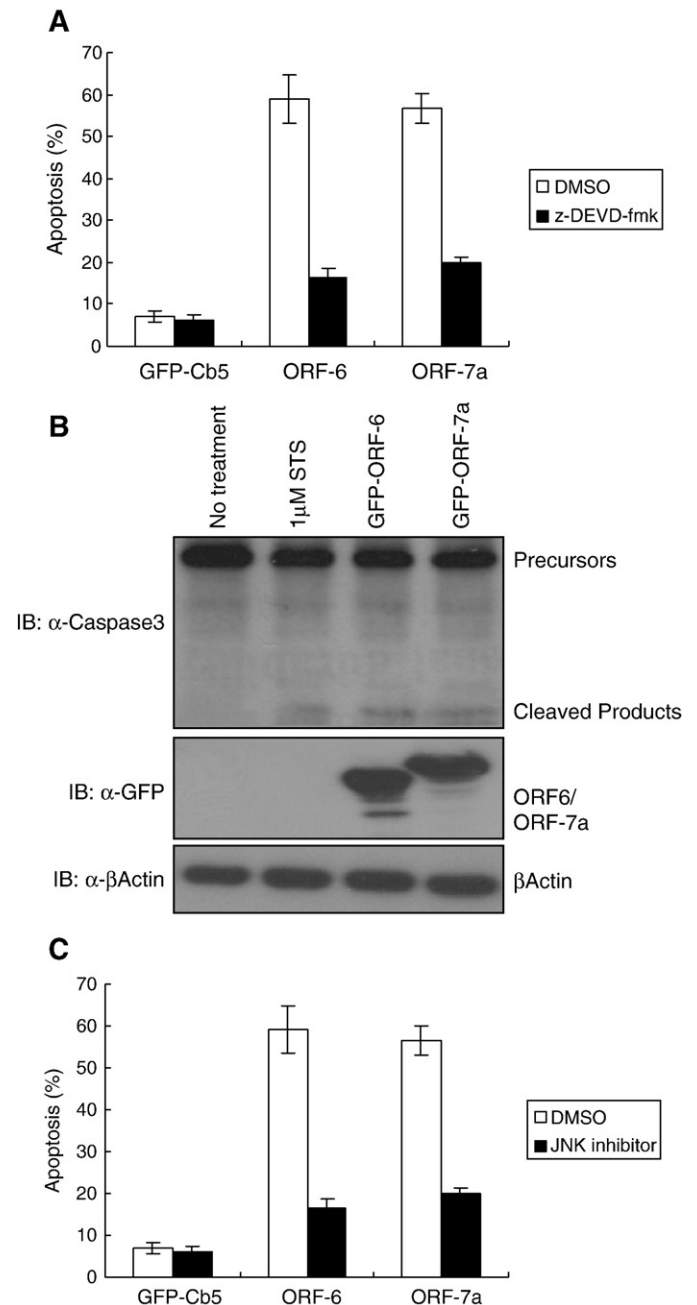 A
70
60
50
40
30
20
10
0
Apoptosis (%)
GFP-Cb5 ORF-6 ORF-7a
DMSO
z-DEVD-fmk
B
No treatment
1μM STS
GFP-ORF-6
GFP-ORF-7a
IB: α-Caspase3
Precursors
Cleaved Products
IB: α-GFP
ORF6/
ORF-7a
IB: α-βActin
βActin
C
70
60
50
40
30
20
10
0
Apoptosis (%)
GFP-Cb5 ORF-6 ORF-7a
DMSO
JNK inhibitor